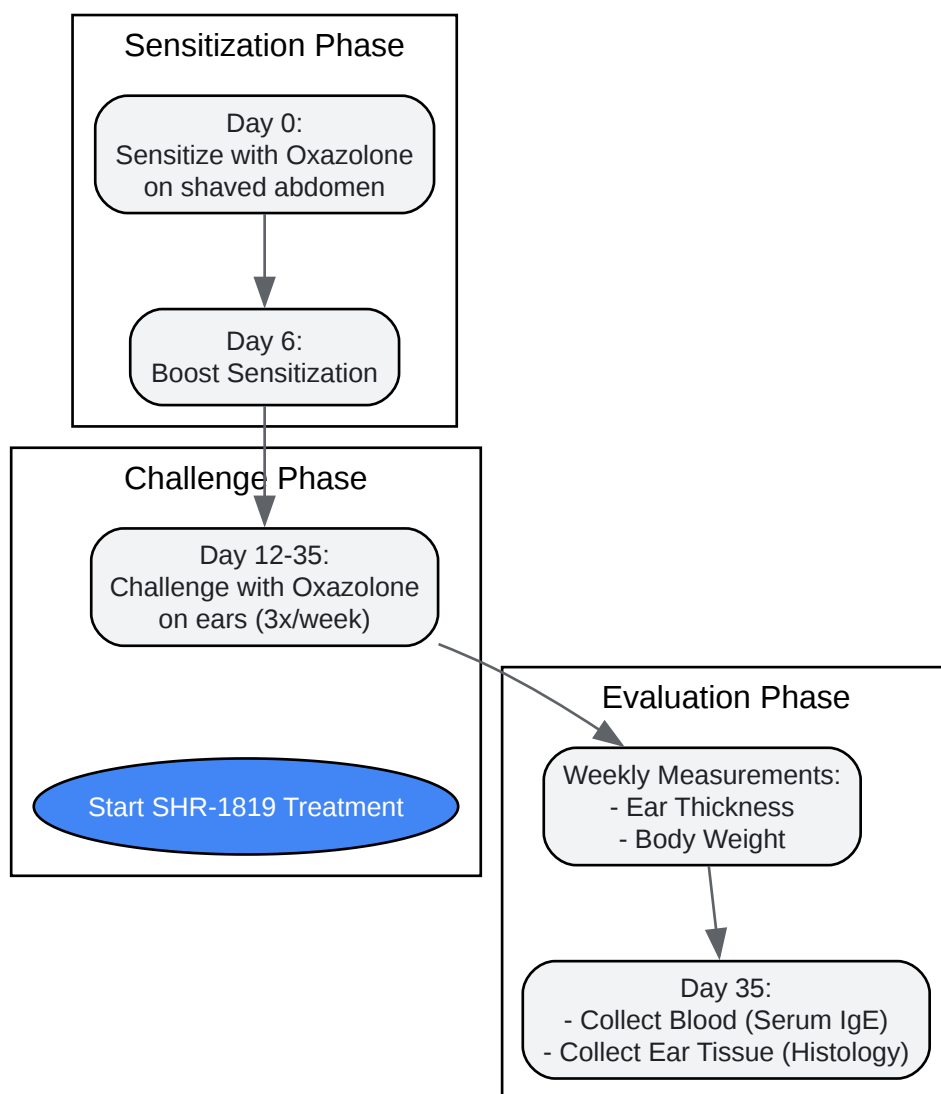 Sensitization Phase
Day 0:
Sensitize with Oxazolone
on shaved abdomen
Day 6:
Boost Sensitization
Challenge Phase
Day 12-35:
Challenge with Oxazolone
on ears (3x/week)
Start SHR-1819 Treatment
Evaluation Phase
Weekly Measurements:
- Ear Thickness
- Body Weight
Day 35:
- Collect Blood (Serum IgE)
- Collect Ear Tissue (Histology)